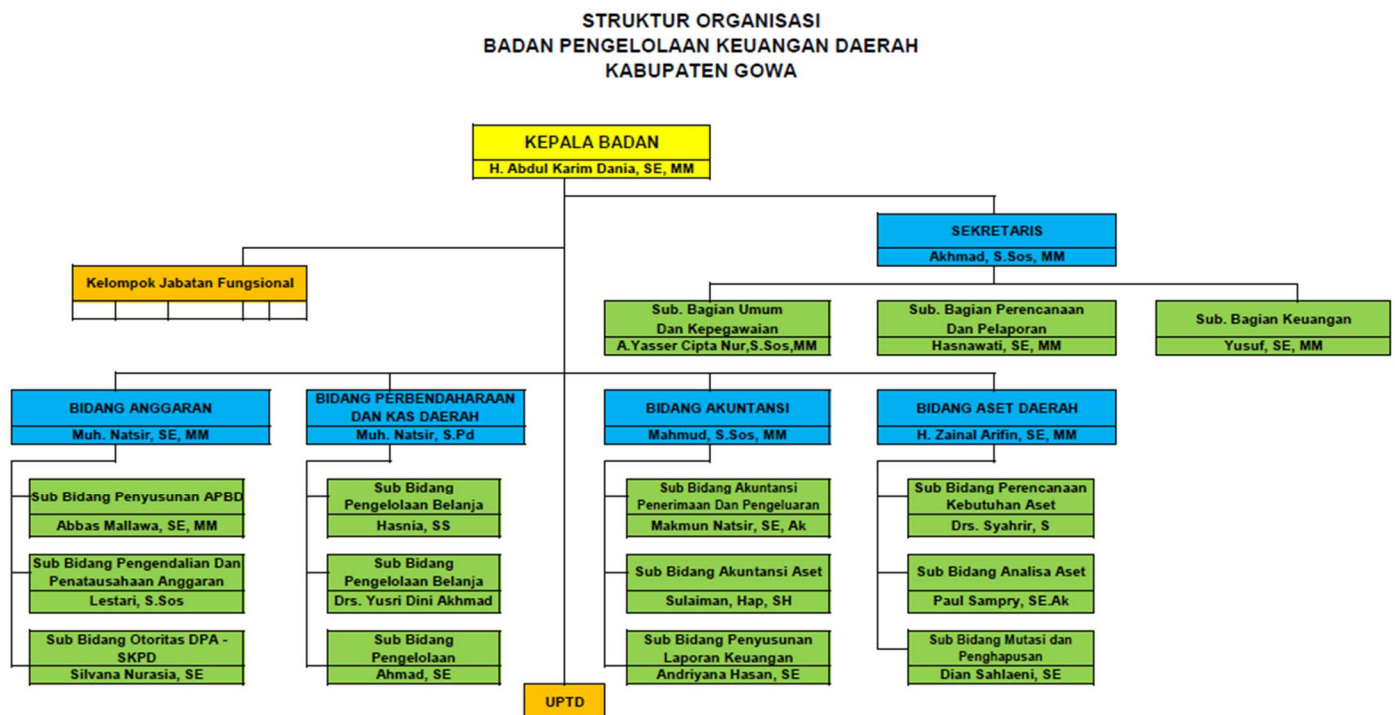 STRUKTUR ORGANISASI
BADAN PENGELOLAAN KEUANGAN DAERAH
KABUPATEN GOWA
KEPALA BADAN
H. Abdul Karim Dania, SE, MM
SEKRETARIS
Akhmad, S.Sos, MM
Kelompok Jabatan Fungsional
Sub. Bagian Umum
Dan Kepegawaian
A.Yasser Cipta Nur,S.Sos,MM
Sub. Bagian Perencanaan
Dan Pelaporan
Hasnawati, SE, MM
Sub. Bagian Keuangan
Yusuf, SE, MM
BIDANG ANGGARAN
Muh. Natsir, SE, MM
BIDANG PERBENDAHARAAN
DAN KAS DAERAH
Muh. Natsir, S.Pd
BIDANG AKUNTANSI
Mahmud, S.Sos, MM
BIDANG ASET DAERAH
H. Zainal Arifin, SE, MM
Sub Bidang Penyusunan APBD
Abbas Mallawa, SE, MM
Sub Bidang Pengendalian Dan
Penatausahaan Anggaran
Lestari, S.Sos
Sub Bidang Otoritas DPA -
SKPD
Silvana Nurasia, SE
Sub Bidang
Pengelolaan Belanja
Hasnia, SS
Sub Bidang
Pengelolaan Belanja
Drs. Yusri Dini Akhmad
Sub Bidang
Pengelolaan
Ahmad, SE
Sub Bidang Akuntansi
Penerimaan Dan Pengeluaran
Makmun Natsir, SE, Ak
Sub Bidang Akuntansi Aset
Sulaiman, Hap, SH
Sub Bidang Penyusunan
Laporan Keuangan
Andriyana Hasan, SE
Sub Bidang Perencanaan
Kebutuhan Aset
Drs. Syahrir, S
Sub Bidang Analisa Aset
Paul Sampry, SE.Ak
Sub Bidang Mutasi dan
Penghapusan
Dian Sahlaeni, SE
UPTD